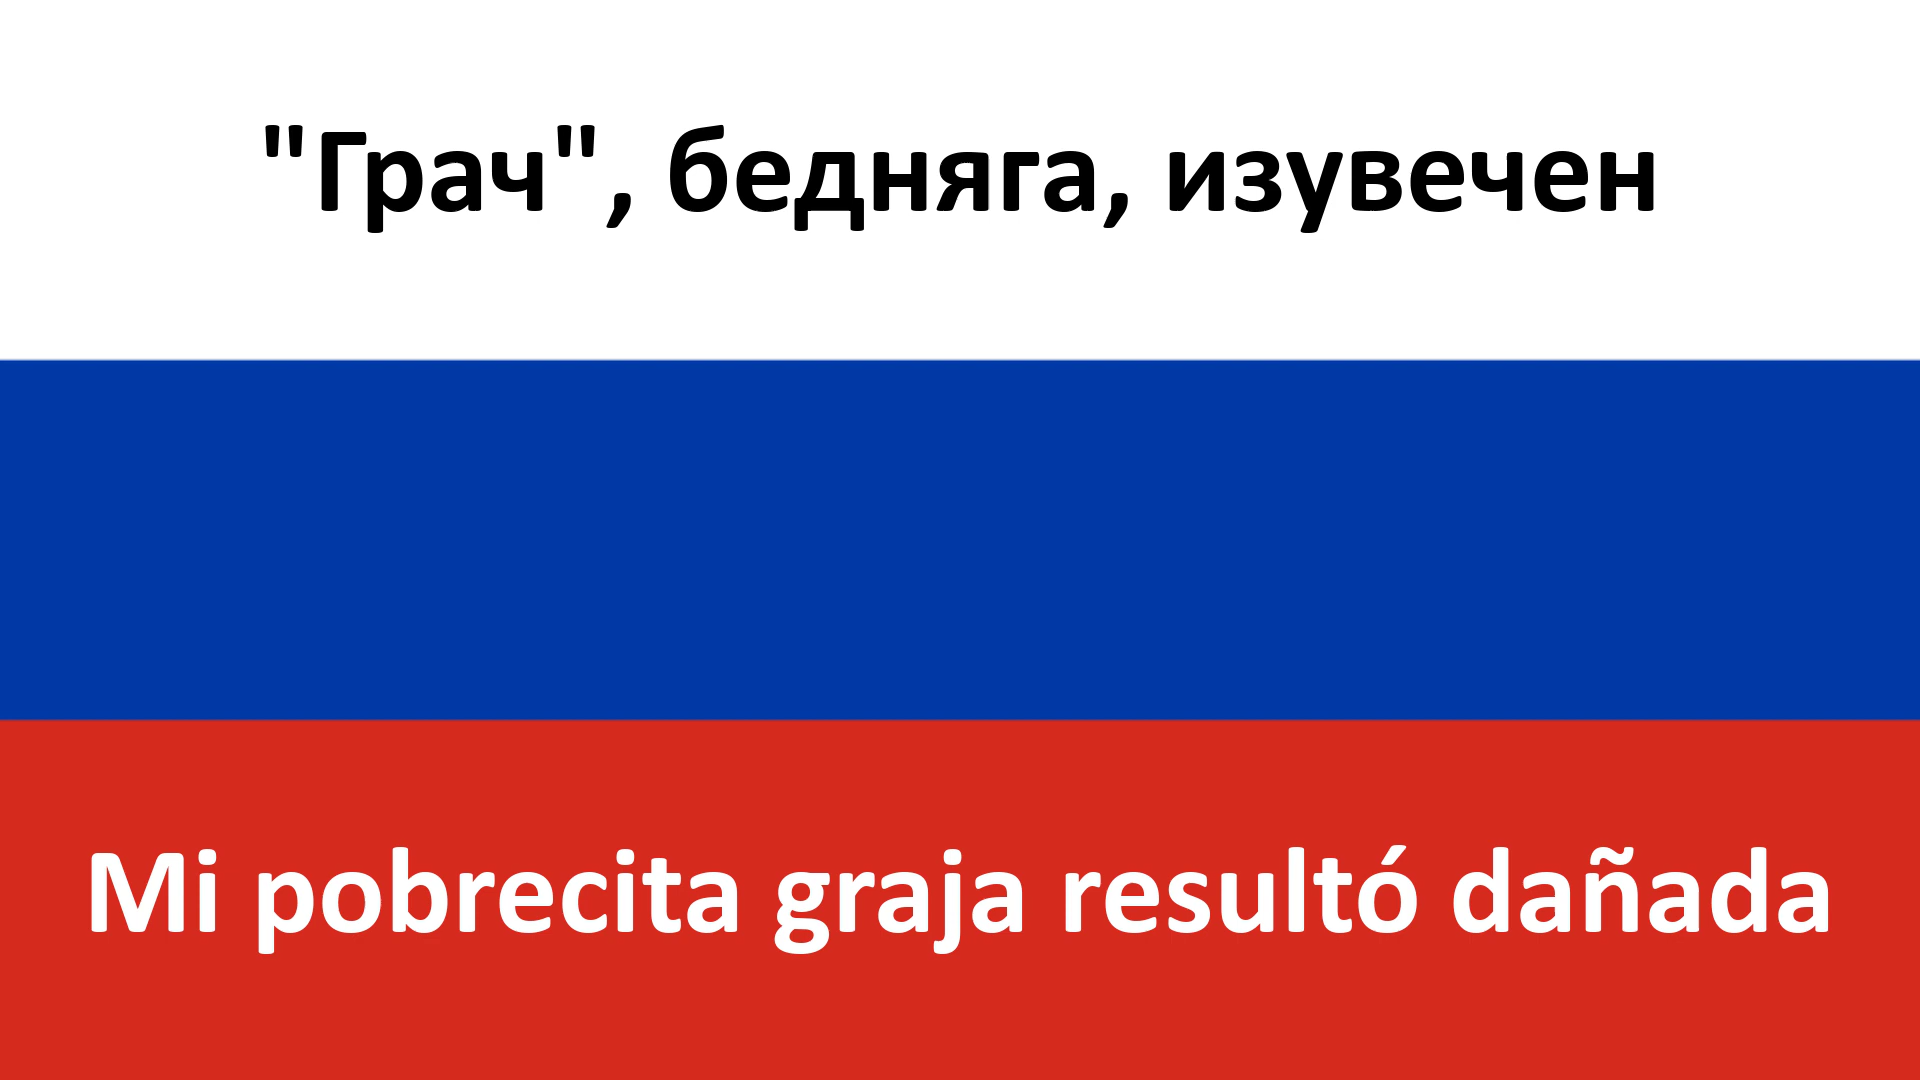 "Грач", бедняга, изувечен
Mi pobrecita graja resultó dañada